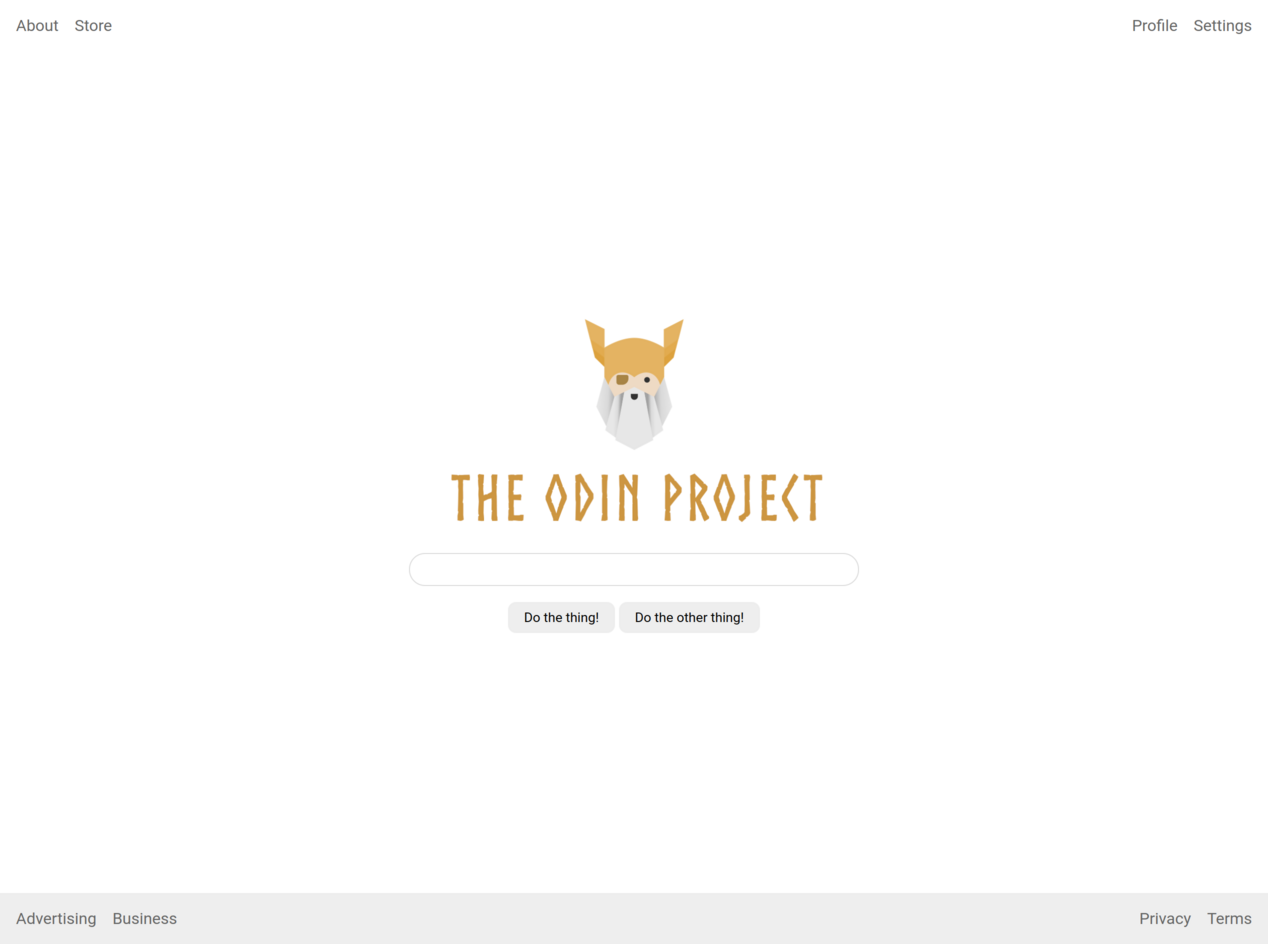 About Store Profile Settings
THE ODIN PROJECT
Do the thing! Do the other thing!
Advertising Business Privacy Terms